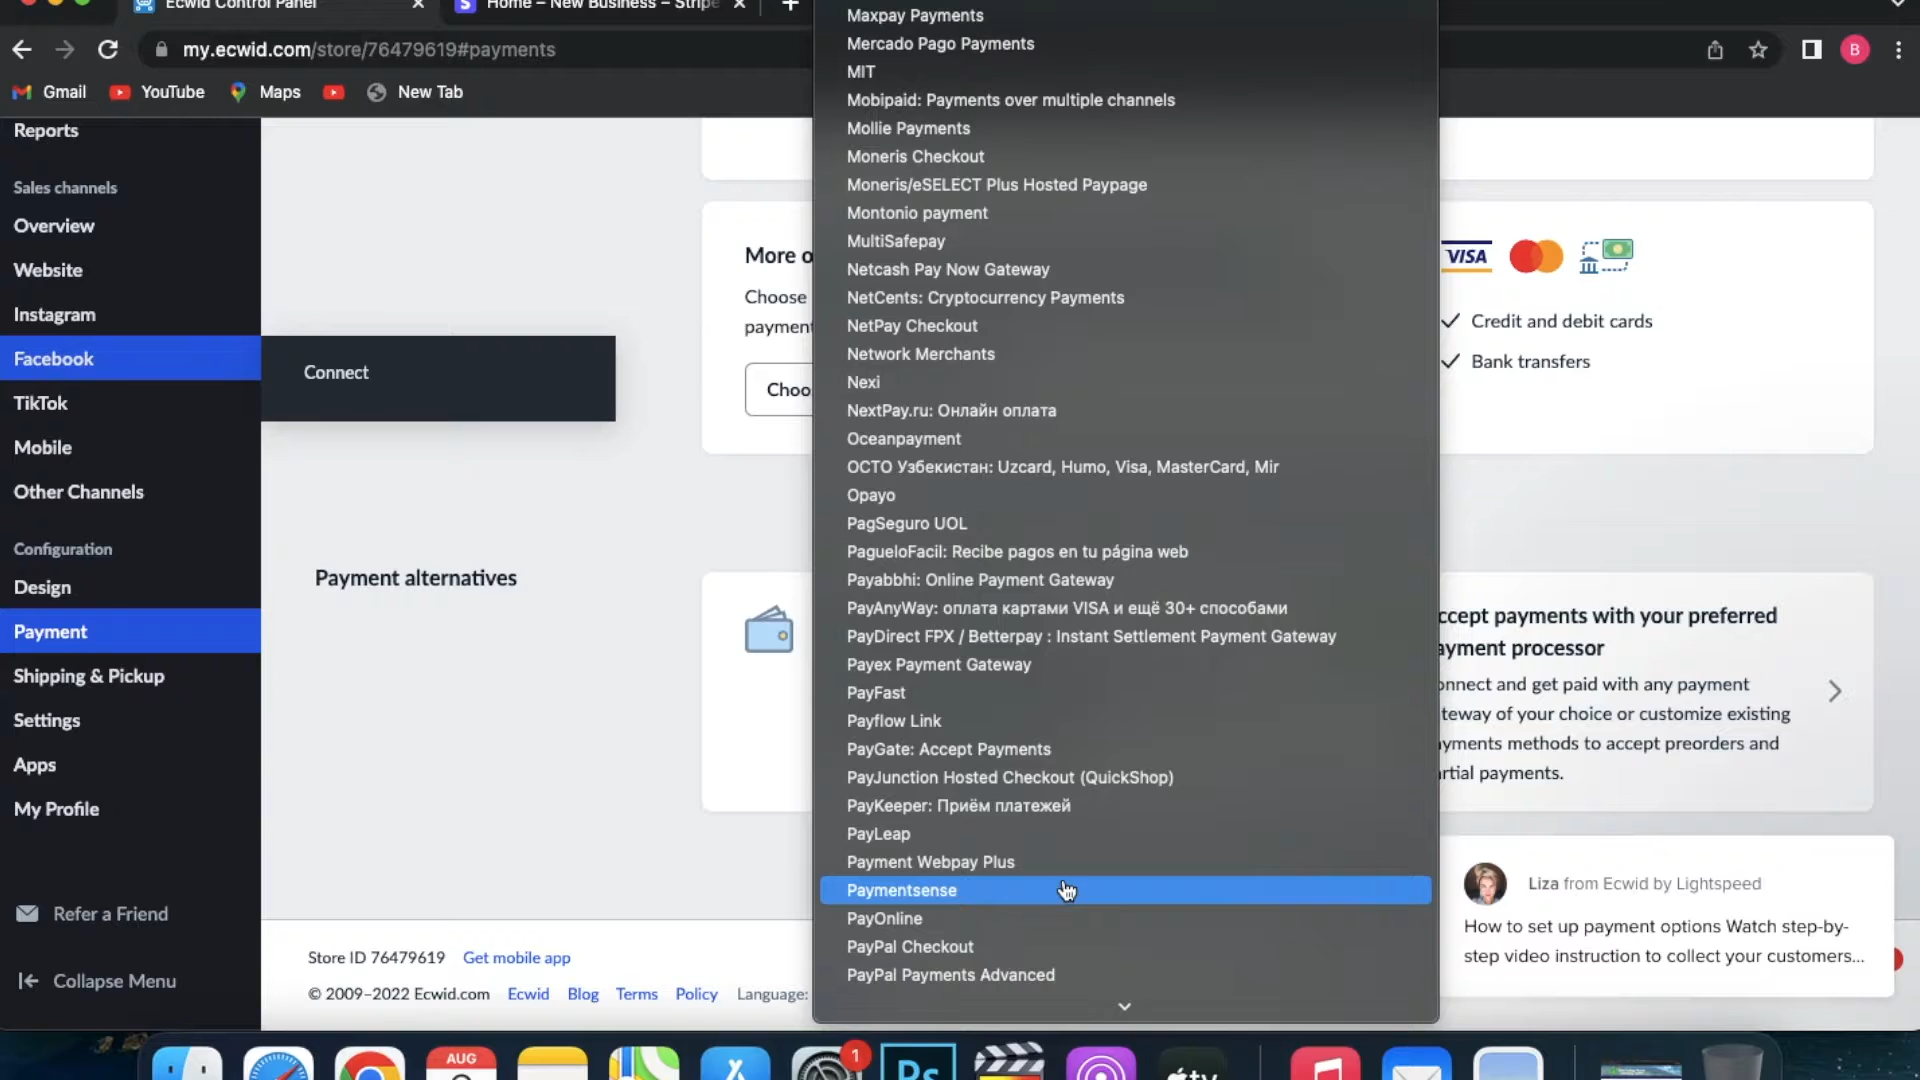 Ecwid Control Panel
Home – New Business – Stripe
my.ecwid.com/store/76479619#payments
B
Gmail
YouTube
Maps
New Tab
Reports
Sales channels
Overview
Website
Instagram
Facebook
TikTok
Mobile
Other Channels
Configuration
Design
Payment
Shipping & Pickup
Settings
Apps
My Profile
Refer a Friend
Collapse Menu
Connect
More o
Choose
payment
Choo
Payment alternatives
Maxpay Payments
Mercado Pago Payments
MIT
Mobipaid: Payments over multiple channels
Mollie Payments
Moneris Checkout
Moneris/eSELECT Plus Hosted Paypage
Montonio payment
MultiSafepay
Netcash Pay Now Gateway
NetCents: Cryptocurrency Payments
NetPay Checkout
Network Merchants
Nexi
NextPay.ru: Онлайн оплата
Oceanpayment
OCTO Узбекистан: Uzcard, Humo, Visa, MasterCard, Mir
Opayo
PagSeguro UOL
PagueloFacil: Recibe pagos en tu página web
Payabbhi: Online Payment Gateway
PayAnyWay: оплата картами VISA и ещё 30+ способами
PayDirect FPX / Betterpay : Instant Settlement Payment Gateway
Payex Payment Gateway
PayFast
Payflow Link
PayGate: Accept Payments
PayJunction Hosted Checkout (QuickShop)
PayKeeper: Приём платежей
PayLeap
Payment Webpay Plus
Paymentsense
PayOnline
PayPal Checkout
PayPal Payments Advanced
VISA
Credit and debit cards
Bank transfers
ccept payments with your preferred
ayment processor
onnect and get paid with any payment
teway of your choice or customize existing
yments methods to accept preorders and
rtial payments.
Liza from Ecwid by Lightspeed
How to set up payment options Watch step-by-
step video instruction to collect your customers...
Store ID 76479619 Get mobile app
© 2009–2022 Ecwid.com Ecwid Blog Terms Policy Language:
AUG
1
Ps
tv